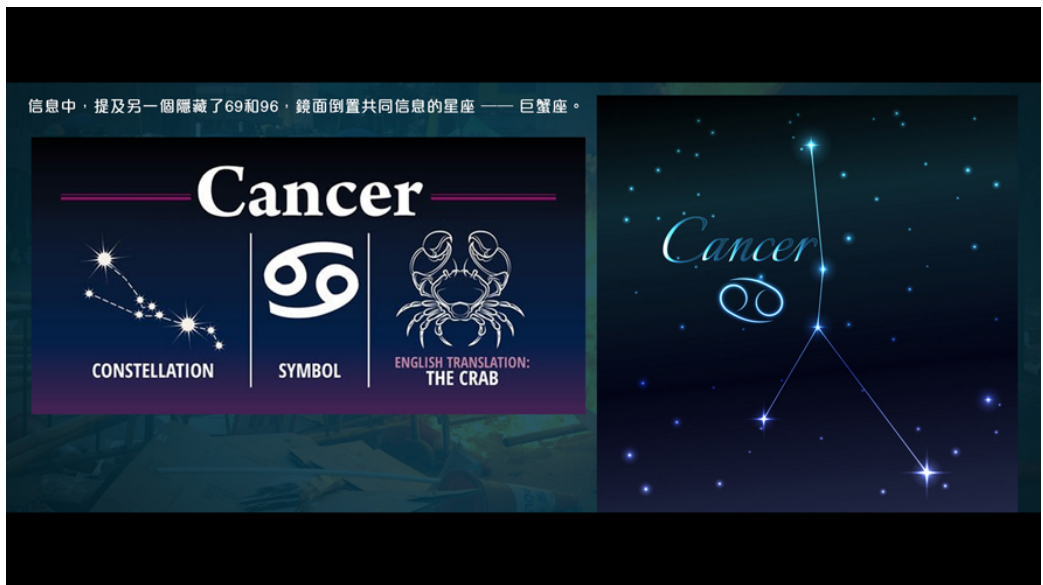 信息中，提及另一個隱藏了69和96，鏡面倒置共同信息的星座 —— 巨蟹座。
Cancer
CONSTELLATION
SYMBOL
ENGLISH TRANSLATION:
THE CRAB
Cancer